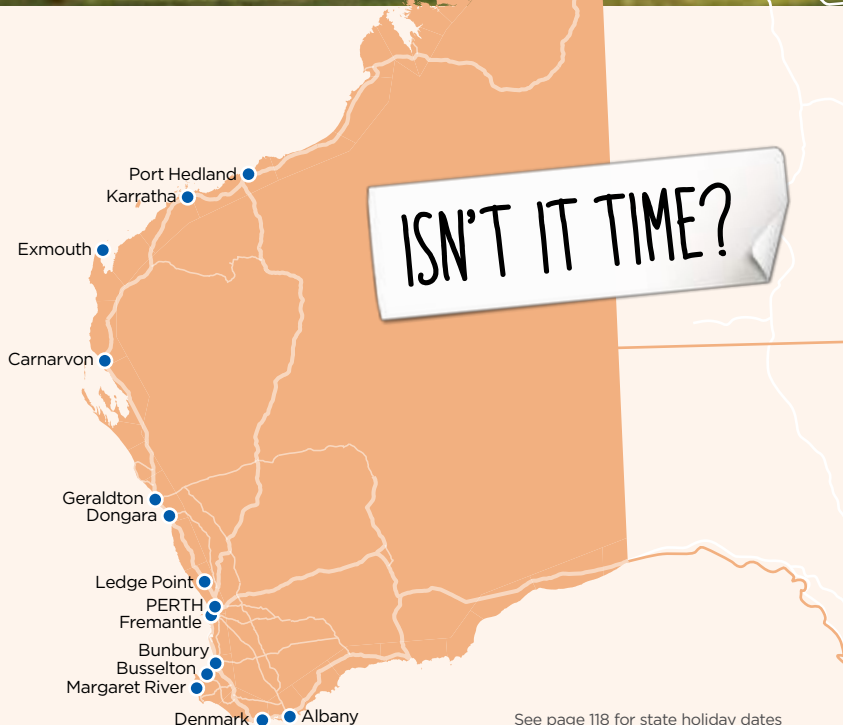 Port Hedland
Karratha
ISN'T IT TIME?
Exmouth
Carnarvon
Geraldton
Dongara
Ledge Point
PERTH
Fremantle
Bunbury
Busselton
Margaret River
Denmark
Albany
See page 118 for state holiday dates